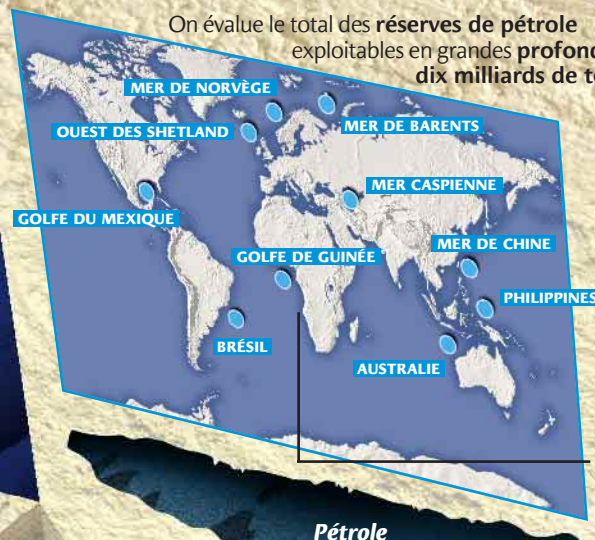 On évalue le total des réserves de pétrole
exploitables en grandes
dix milliards de
MER DE NORVÈGE
OUEST DES SHETLAND
MER DE BARENTS
MER CASPIENNE
GOLFE DU MEXIQUE
MER DE CHINE
GOLFE DE GUINÉE
PHILIPPINES
BRÉSIL
AUSTRALIE
Pétrole